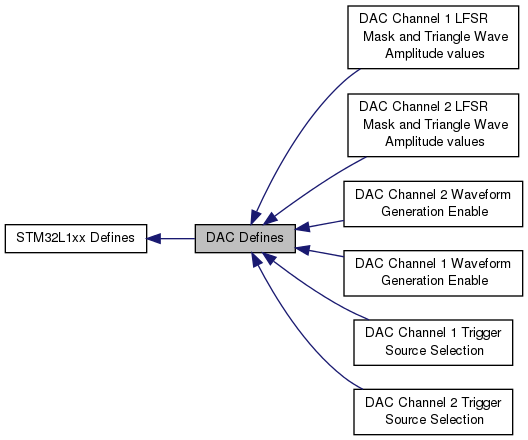 DAC Channel 1 LFSR
Mask and Triangle Wave
Amplitude values
DAC Channel 2 LFSR
Mask and Triangle Wave
Amplitude values
DAC Channel 2 Waveform
Generation Enable
STM32L1xx Defines
DAC Defines
DAC Channel 1 Waveform
Generation Enable
DAC Channel 1 Trigger
Source Selection
DAC Channel 2 Trigger
Source Selection